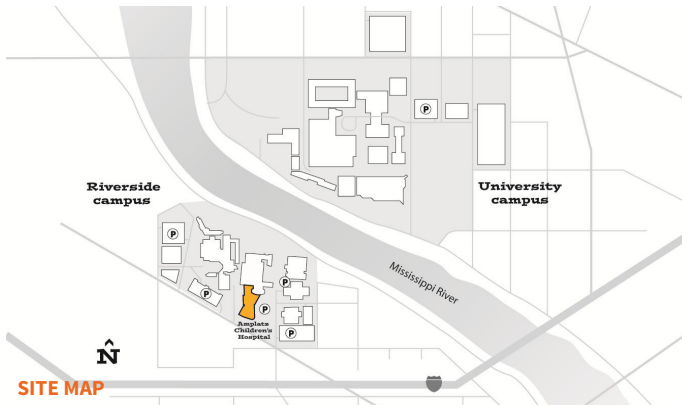 P
Riverside
campus
University
campus
P
Mississippi River
P
P
P
P
Amplatz
Children's
Hospital
N
SITE MAP